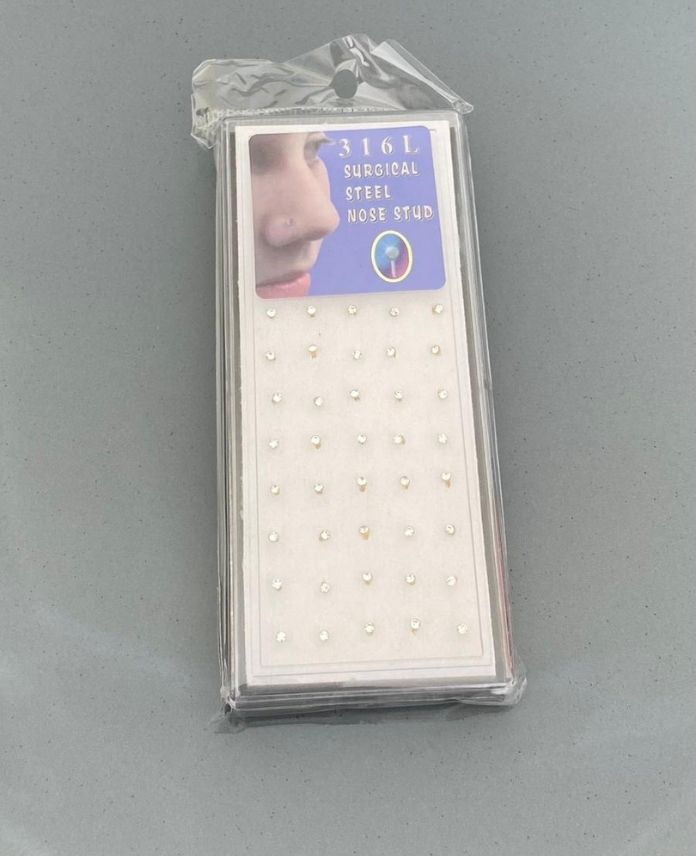 316L
SURGICAL
STEEL
NOSE STUD